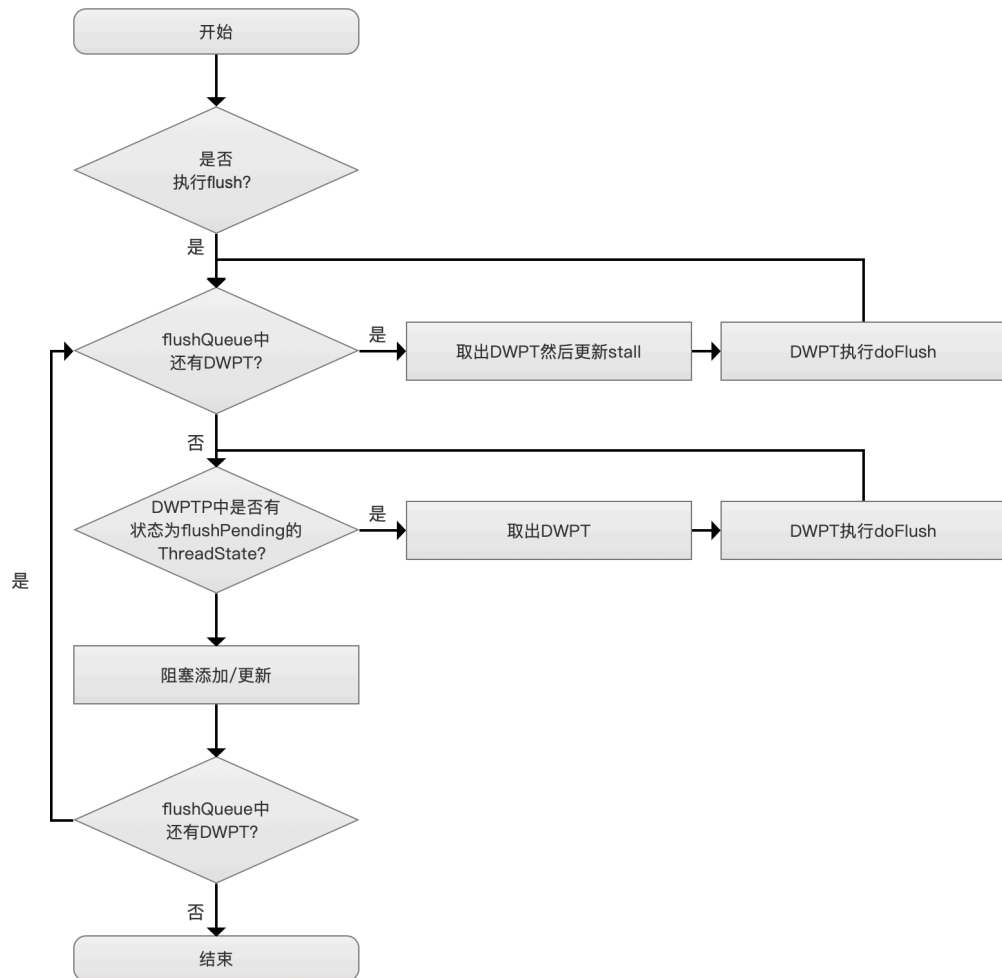 开始
是否
执行flush?
是
flushQueue中
还有DWPT?
是
取出DWPT然后更新stall
DWPT执行doFlush
否
DWPTP中是否有
状态为flushPending的
ThreadState?
是
取出DWPT
DWPT执行doFlush
是
阻塞添加/更新
flushQueue中
还有DWPT?
否
结束